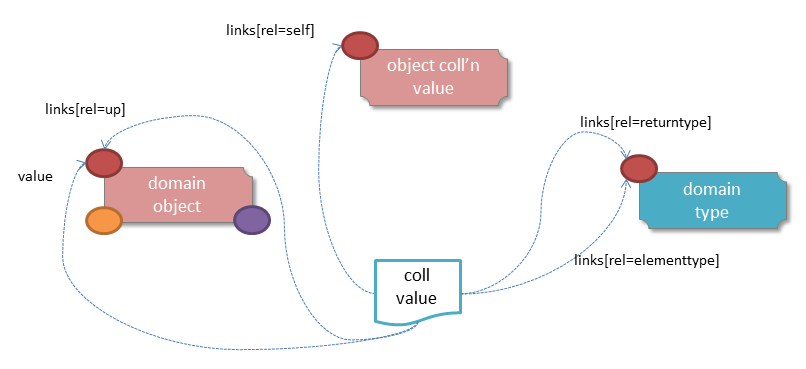 links[rel=self]
object coll’n
value
links[rel=up]
links[rel=returntype]
value
domain
object
domain
type
links[rel=elementtype]
coll
value